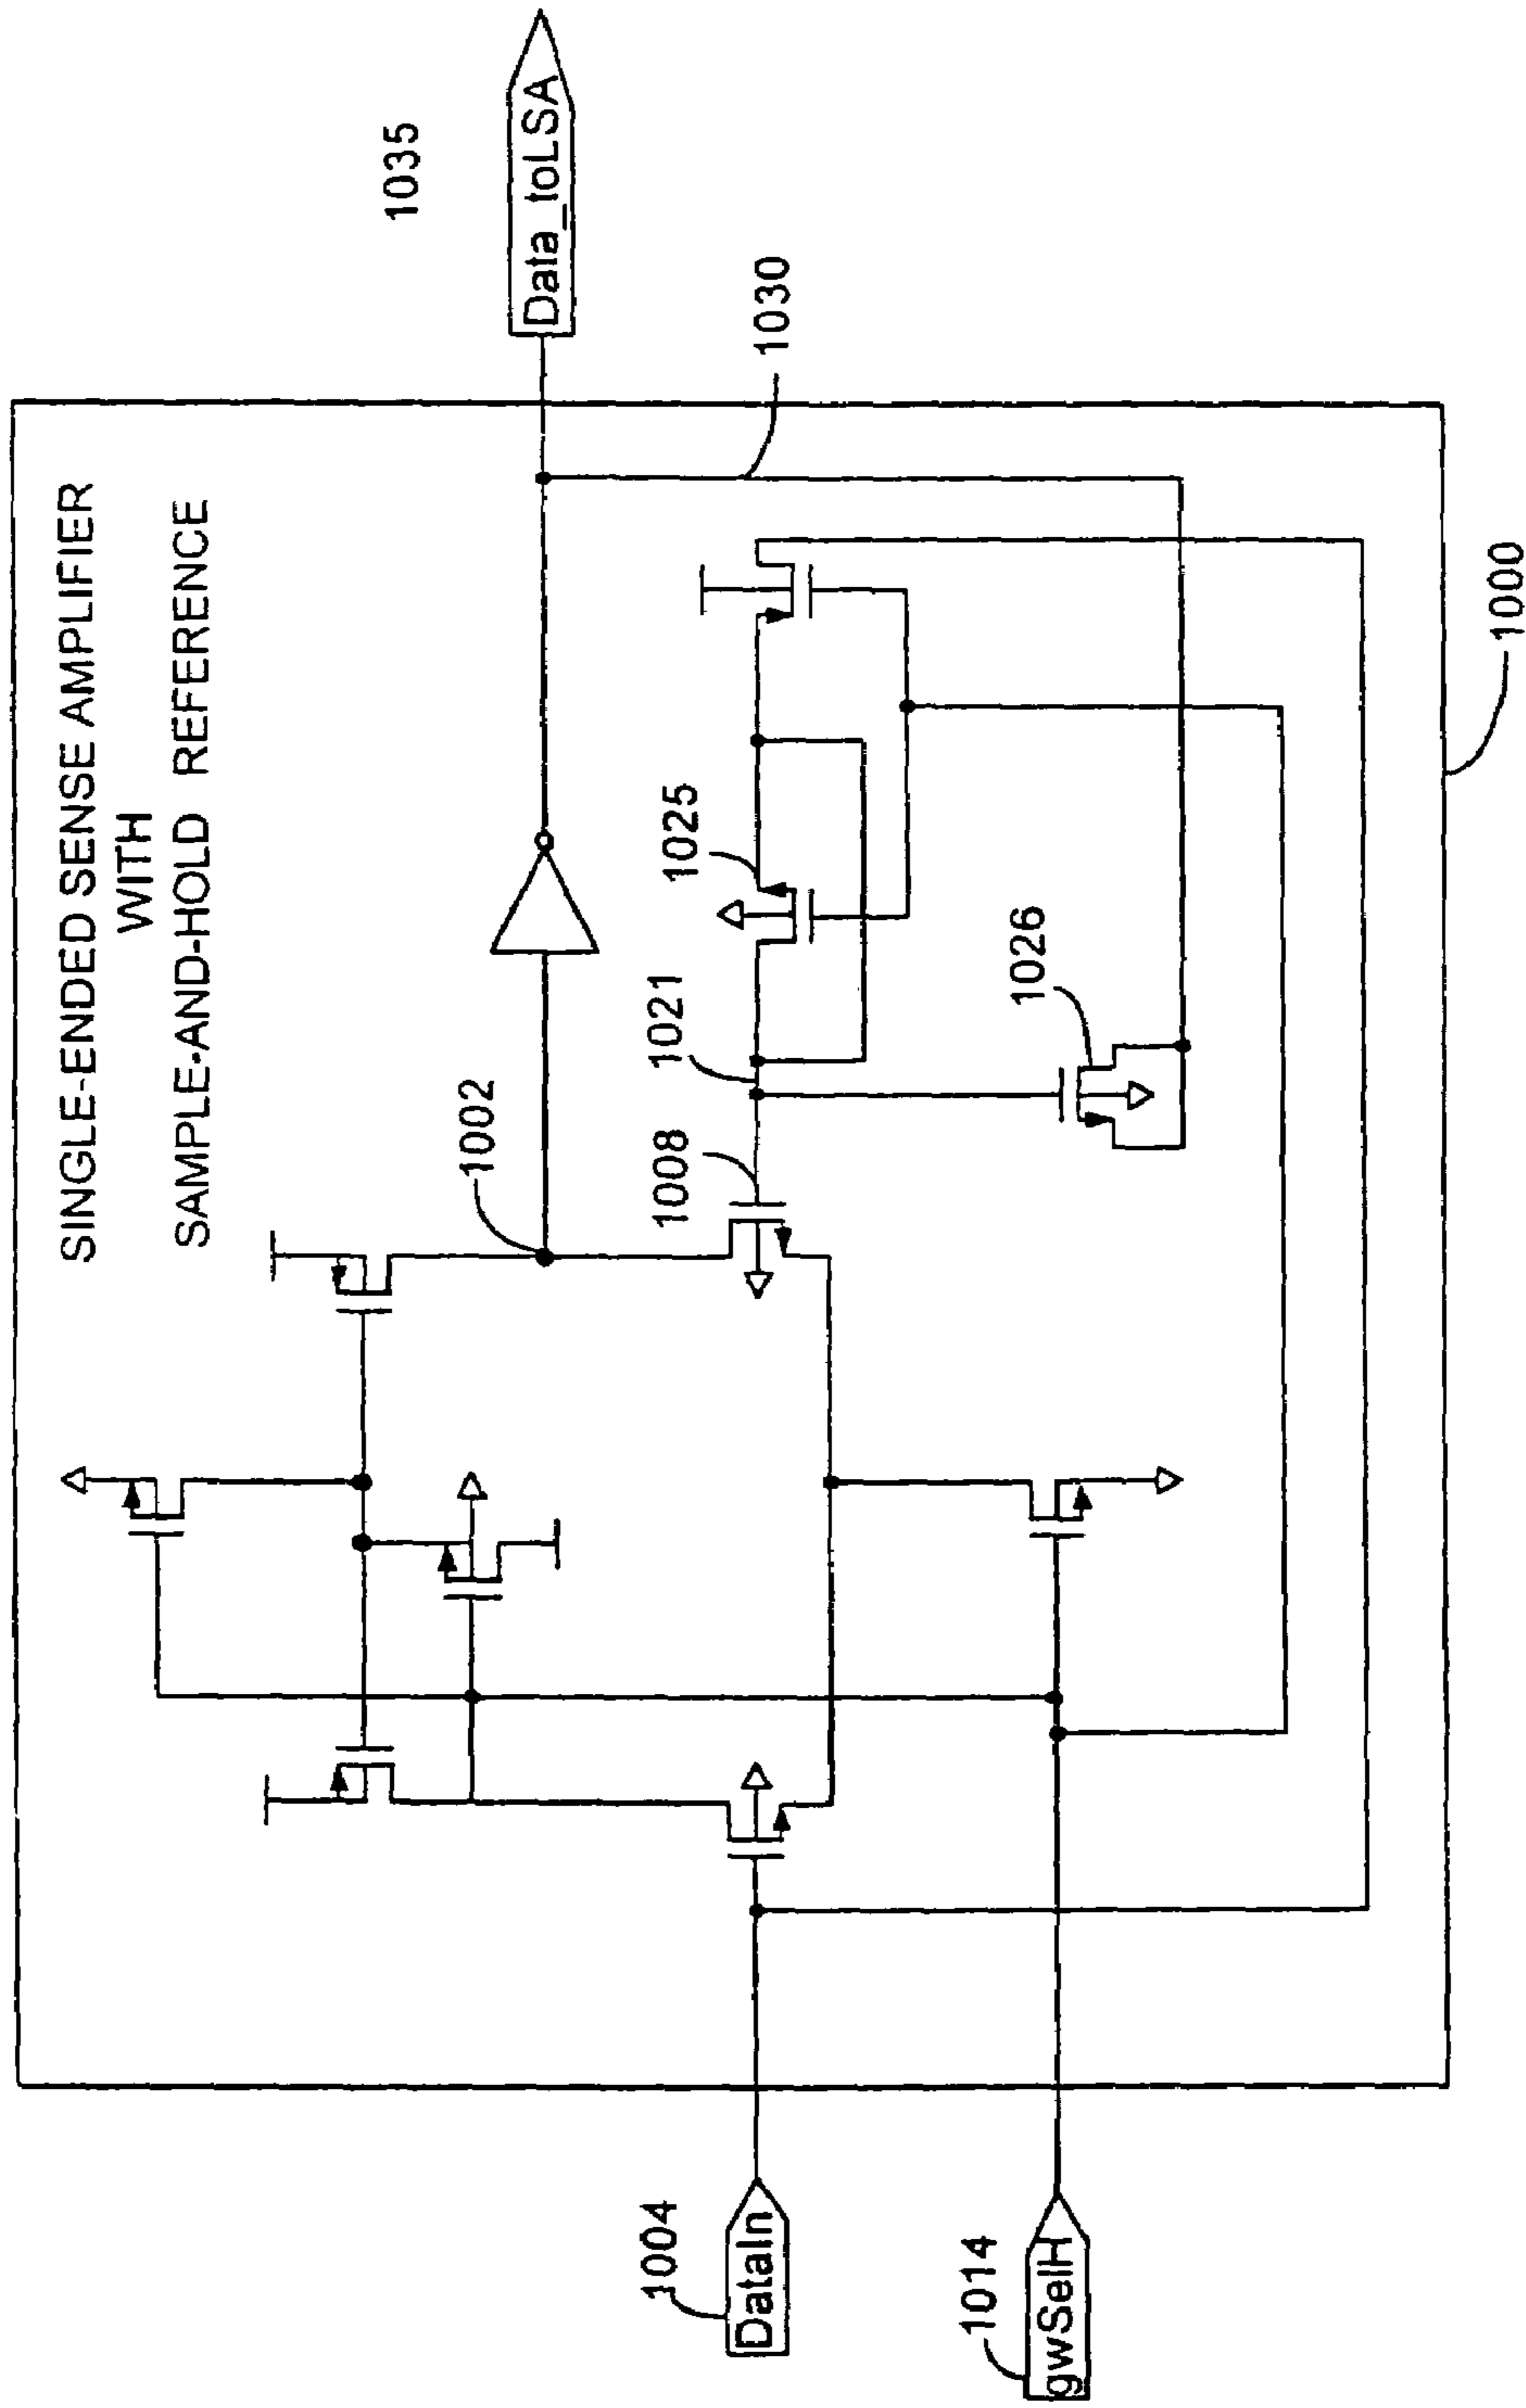 SINGLE-ENDED SENSE AMPLIFIER
WITH
SAMPLE-AND-HOLD REFERENCE
1035
Data_toLSA
1030
1002
1025
1021
1008
1026
1004
DataIn
1014
gwSelH
1000